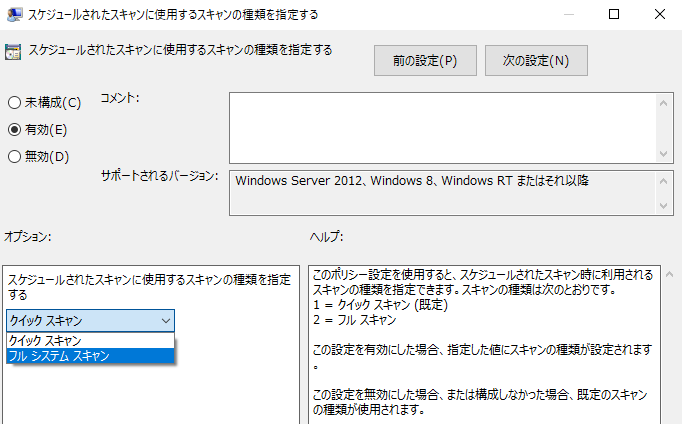 スケジュールされたスキャンに使用するスキャンの種類を指定する
スケジュールされたスキャンに使用するスキャンの種類を指定する
前の設定(P)
次の設定(N)
未構成(C)
有効(E)
無効(D)
コメント:
サポートされるバージョン:
Windows Server 2012、Windows 8、Windows RT またはそれ以降
オプション:
ヘルプ:
スケジュールされたスキャンに使用するスキャンの種類を指定
する
クイック スキャン
クイック スキャン
フル システム スキャン
このポリシー設定を使用すると、スケジュールされたスキャン時に利用される
スキャンの種類を指定できます。スキャンの種類は次のとおりです。
1 = クイック スキャン (既定)
2 = フル スキャン
この設定を有効にした場合、指定した値にスキャンの種類が設定されます
。
この設定を無効にした場合、または構成しなかった場合、既定のスキャン
の種類が使用されます。